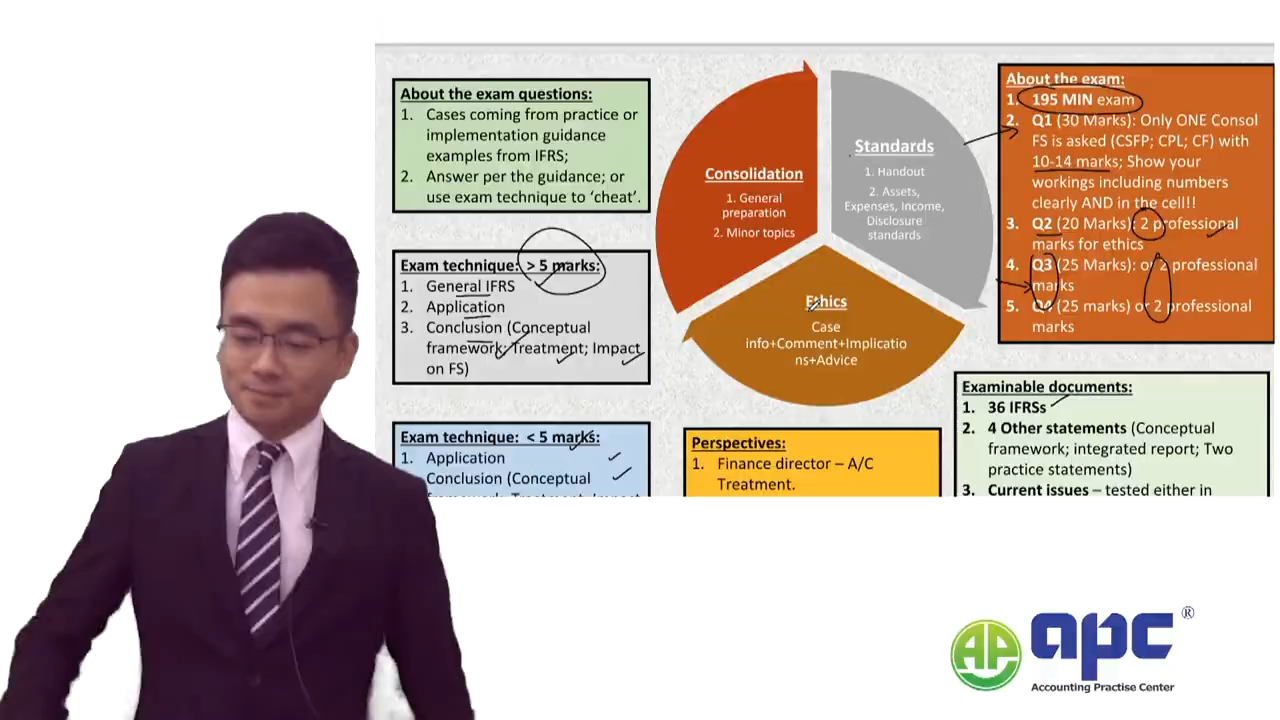 About the exam questions:
1. Cases coming from practice or
implementation guidance
examples from IFRS;
2. Answer per the guidance; or
use exam technique to ‘cheat’.
Exam technique: > 5 marks:
1. General IFRS
2. Application
3. Conclusion (Conceptual
framework; Treatment; Impact
on FS)
Exam technique: < 5 marks:
1. Application
Conclusion (Conceptual
Consolidation
1. General
preparation
2. Minor topics
Standards
1. Handout
2. Assets,
Expenses, Income,
Disclosure
standards
Ethics
Case
info+Comment+Implicatio
ns+Advice
Perspectives:
1. Finance director – A/C
Treatment.
About the exam:
1. 195 MIN exam
2. Q1 (30 Marks): Only ONE Consol
FS is asked (CSFP; CPL; CF) with
10-14 marks; Show your
workings including numbers
clearly AND in the cell!!
3. Q2 (20 Marks): 2 professional
marks for ethics
4. Q3 (25 Marks): or 2 professional
marks
5. Q4 (25 marks) or 2 professional
marks
Examinable documents:
1. 36 IFRSs
2. 4 Other statements (Conceptual
framework; integrated report; Two
practice statements)
3. Current issues – tested either in
AP apc ®
Accounting Practise Center